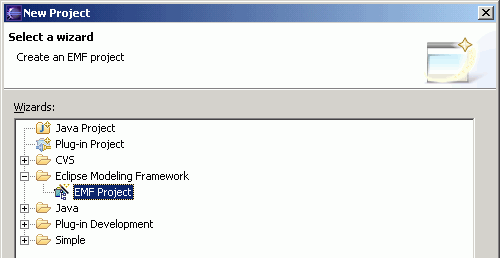 New Project
Select a wizard
Create an EMF project
Wizards:
Java Project
Plug-in Project
CVS
Eclipse Modeling Framework
EMF Project
Java
Plug-in Development
Simple